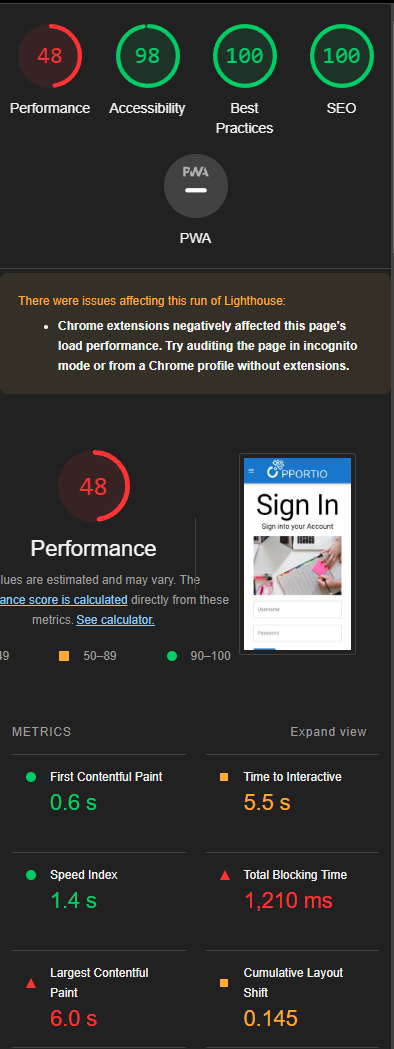 48
98
100
100
Performance
Accessibility
Best
Practices
SEO
PWA
PWA
There were issues affecting this run of Lighthouse:
Chrome extensions negatively affected this page's
load performance. Try auditing the page in incognito
mode or from a Chrome profile without extensions.
48
Performance
lues are estimated and may vary. The
ance score is calculated directly from these
metrics. See calculator.
49
50–89
90–100
OPPORTIO
Sign In
Sign into your Account
Username
Password
METRICS
Expand view
First Contentful Paint
0.6 s
Time to Interactive
5.5 s
Speed Index
1.4 s
Total Blocking Time
1,210 ms
Largest Contentful
Paint
6.0 s
Cumulative Layout
Shift
0.145